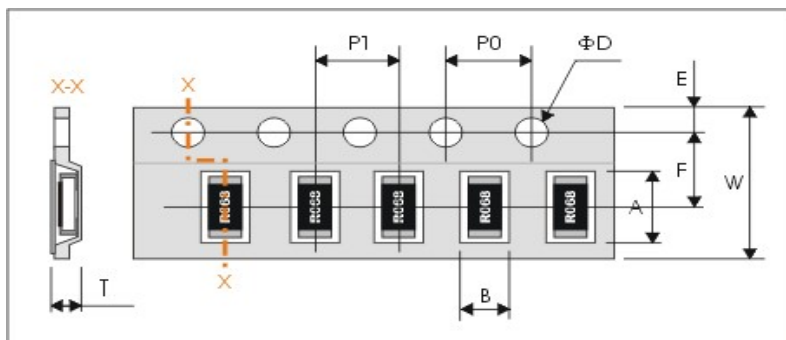 P1 P0 ΦD
X-X X E
F W
R068 R068 R068 R068 R068 A
T X B